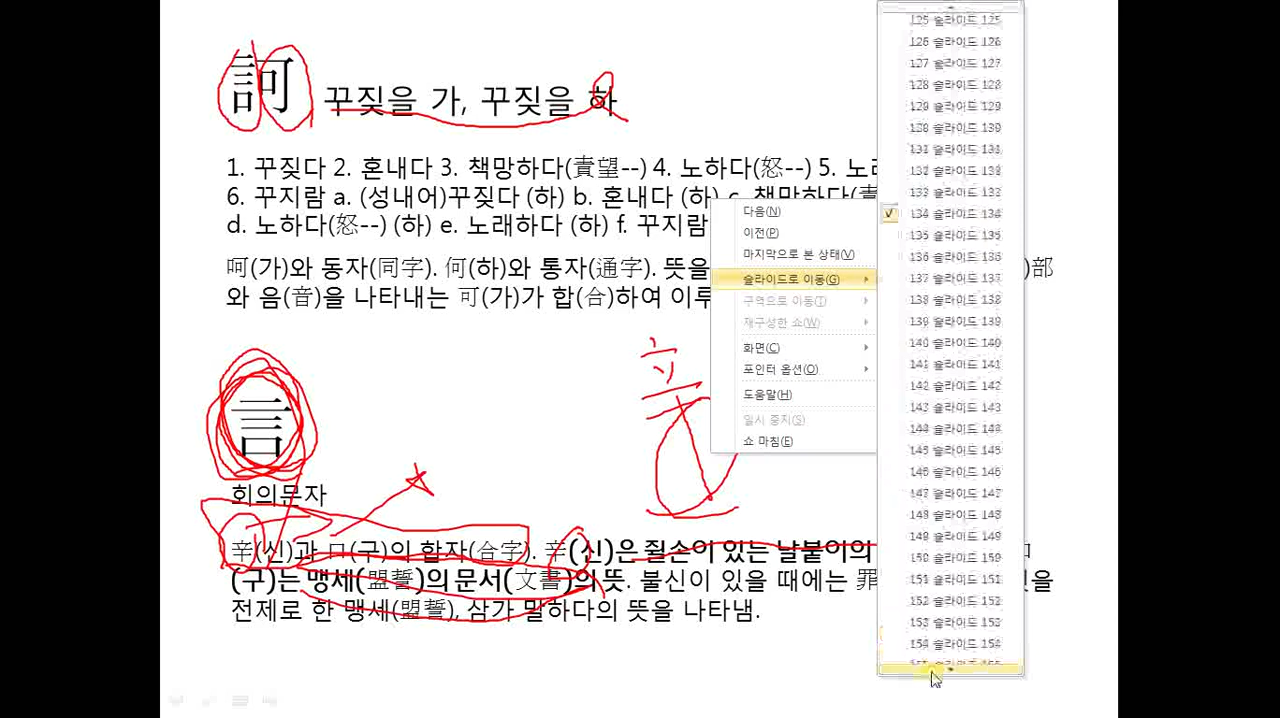 訶 꾸짖을 가, 꾸짖을 하
1. 꾸짖다 2. 혼내다 3. 책망하다(責望--) 4. 노하다(怒--) 5.
6. 꾸지람 a. (성내어)꾸짖다 (하) b. 혼내다 (하) c. 책망하다(責
d. 노하다(怒--) (하) e. 노래하다 (하) f. 꾸지람
呵(가)와 동자(同字). 何(하)와 통자(通字). 뜻을 )部
와 음(音)을 나타내는 可(가)가 합(合)하여 이루
言
辛
회의문자
辛(신)과 口(구)의 합자(合字). 辛(신)은 쥘손이 있는 날붙이의
(구)는 맹세(盟誓)의 문서(文書)의 뜻. 불신이 있을 때에는 罪 것을
전제로 한 맹세(盟誓), 삼가 말하다의 뜻을 나타냄.
다음(N)
이전(P)
마지막으로 본 상태(V)
슬라이드로 이동(G)
구역으로 이동(T)
재구성한 쇼(W)
화면(C)
포인터 옵션(O)
도움말(H)
일시 중지(S)
쇼 마침(E)
125 슬라이드 125
126 슬라이드 126
127 슬라이드 127
128 슬라이드 128
129 슬라이드 129
130 슬라이드 130
131 슬라이드 131
132 슬라이드 132
133 슬라이드 133
134 슬라이드 134
135 슬라이드 135
136 슬라이드 136
137 슬라이드 137
138 슬라이드 138
139 슬라이드 139
140 슬라이드 140
141 슬라이드 141
142 슬라이드 142
143 슬라이드 143
144 슬라이드 144
145 슬라이드 145
146 슬라이드 146
147 슬라이드 147
148 슬라이드 148
149 슬라이드 149
150 슬라이드 150
151 슬라이드 151
152 슬라이드 152
153 슬라이드 153
154 슬라이드 154
155 슬라이드 155